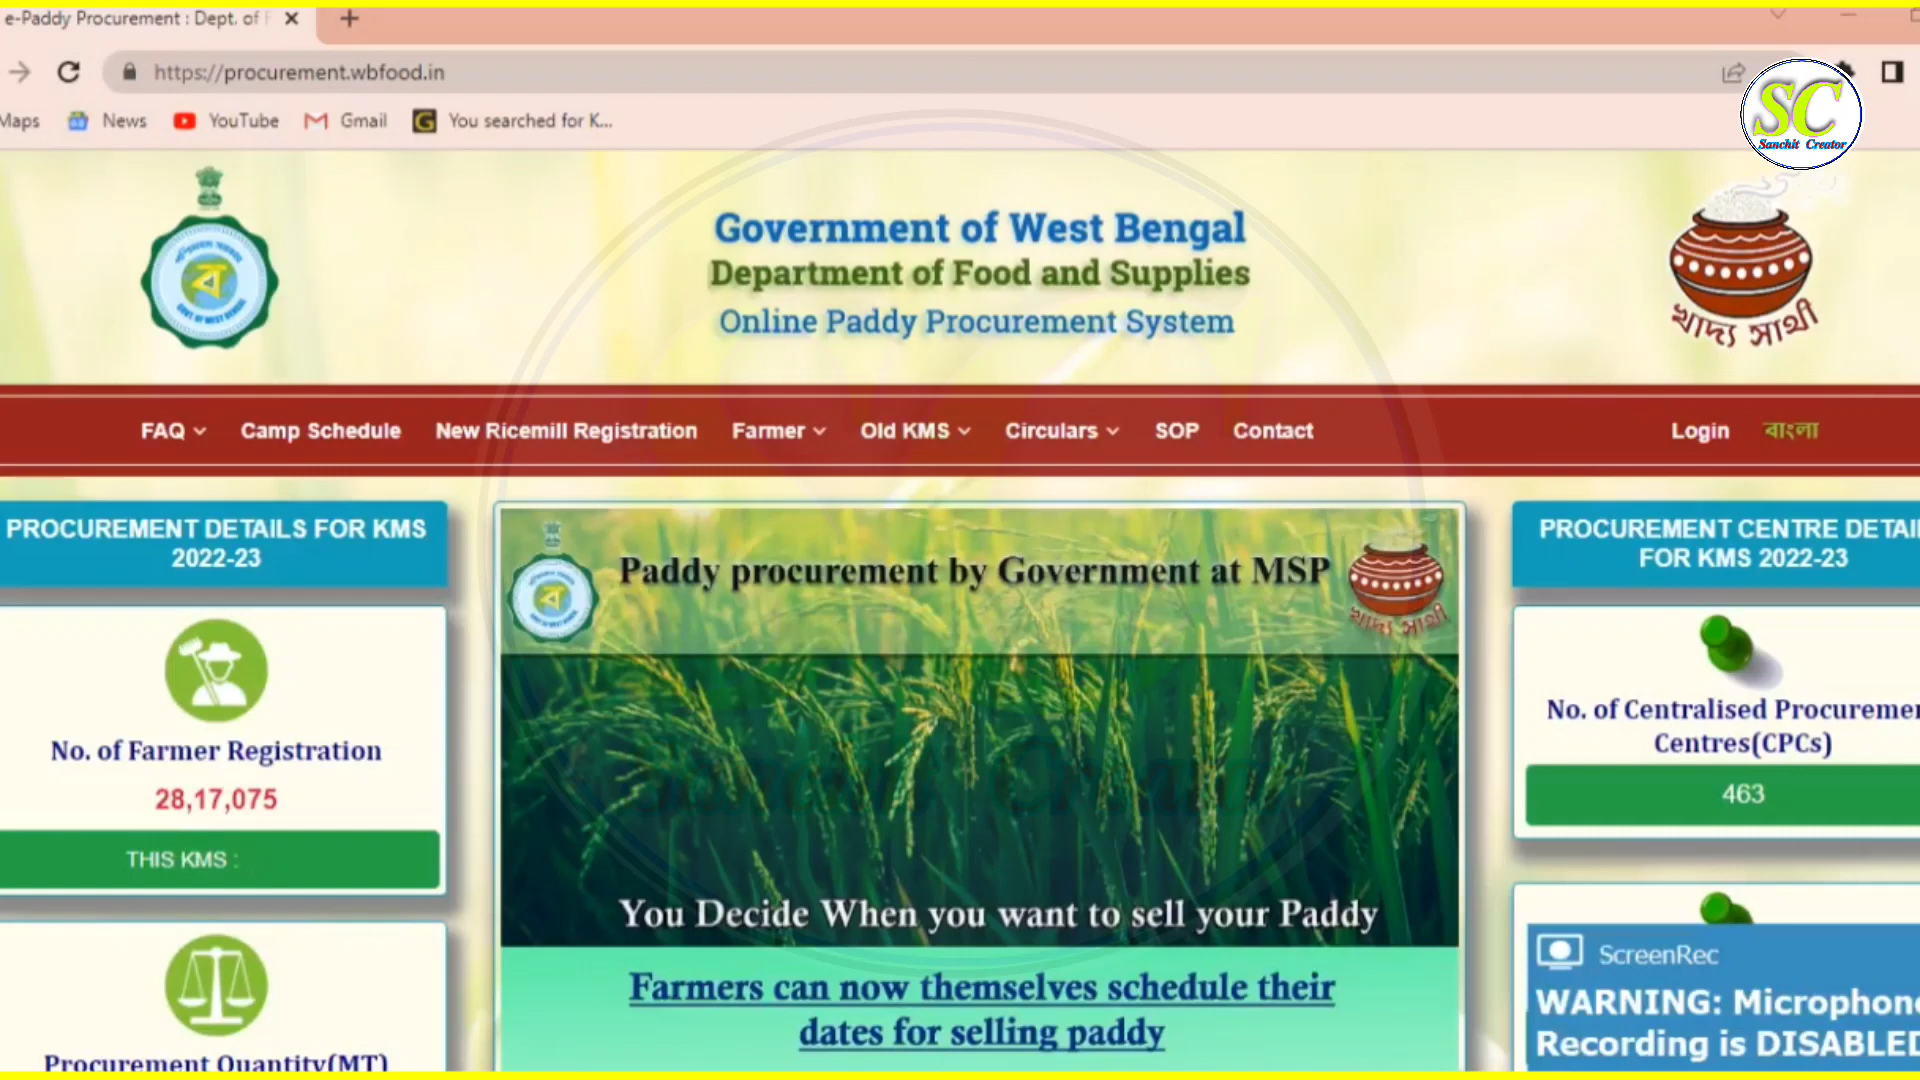 e-Paddy Procurement : Dept. of F
https://procurement.wbfood.in
Maps News YouTube Gmail You searched for K...
SC
Sanchit Creator
Government of West Bengal
Department of Food and Supplies
Online Paddy Procurement System
খাদ্য সাথী
FAQ Camp Schedule New Ricemill Registration Farmer Old KMS Circulars SOP Contact Login বাংলা
PROCUREMENT DETAILS FOR KMS
2022-23
No. of Farmer Registration
28,17,075
THIS KMS :
Procurement Quantity(MT)
Paddy procurement by Government at MSP
খাদ্য সাথী
You Decide When you want to sell your Paddy
Farmers can now themselves schedule their
dates for selling paddy
PROCUREMENT CENTRE DETAI
FOR KMS 2022-23
No. of Centralised Procuremen
Centres(CPCs)
463
ScreenRec
WARNING: Microphone
Recording is DISABLED